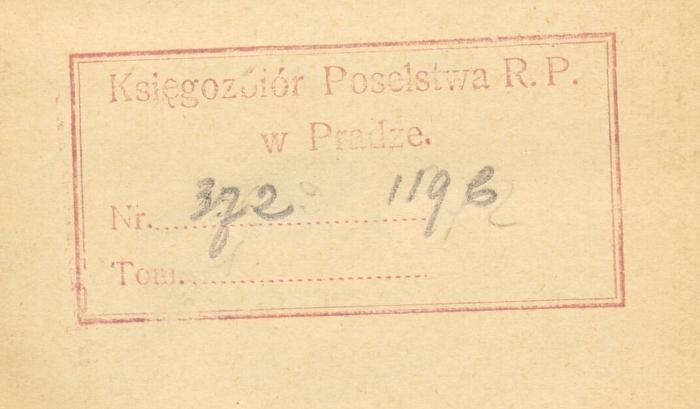 Księgozbiór Poselstwa R. P.
w Pradze.
Nr. 372 1196
Tom.